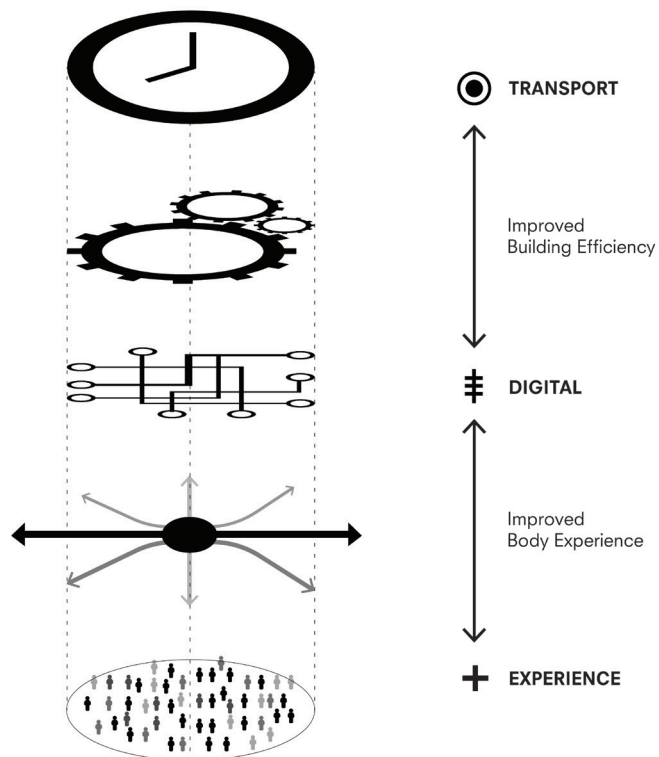 TRANSPORT
Improved
Building Efficiency
DIGITAL
Improved
Body Experience
EXPERIENCE